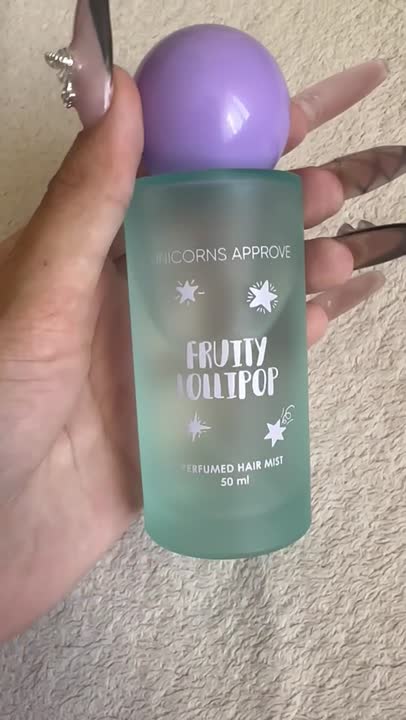 UNICORNS APPROVE
FRUITY
LOLLIPOP
PERFUMED HAIR MIST
50 ml